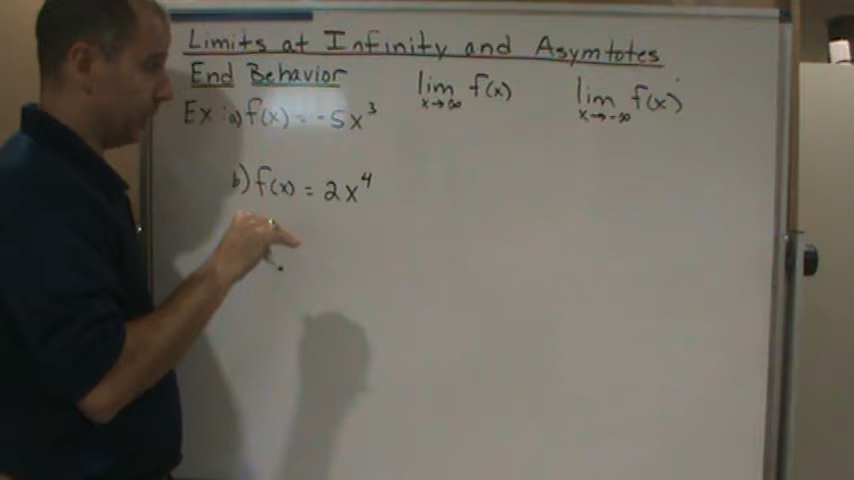 Limits at Infinity and Asymtotes
End Behavior lim x→∞ f(x) lim x→-∞ f(x)
Ex: a) f(x) = -5x³
b) f(x) = 2x⁴